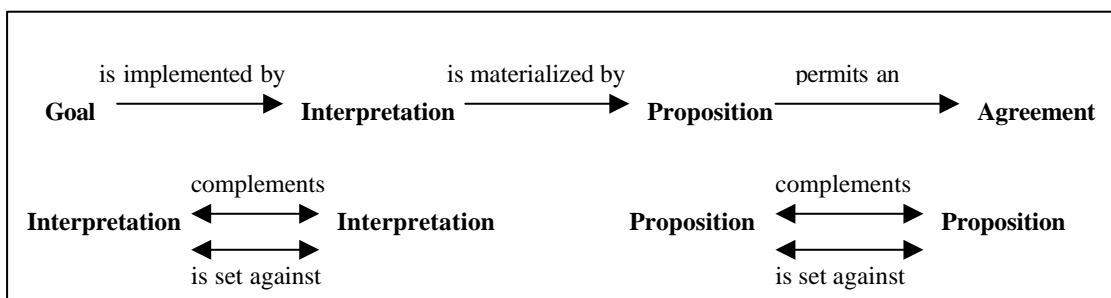 is implemented by is materialized by permits an
Goal Interpretation Proposition Agreement
complements complements
Interpretation Interpretation Proposition Proposition
is set against is set against